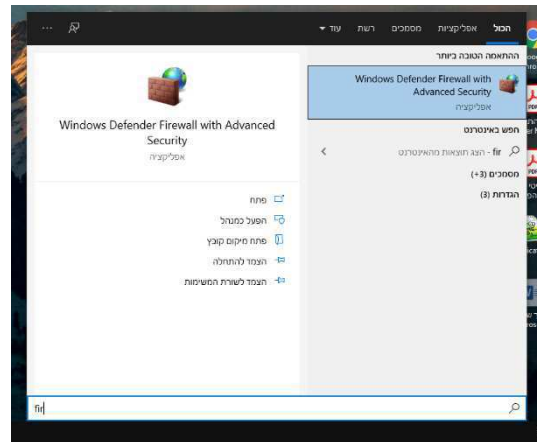 הכול אפליקציות מסמכים רשת עוד
ההתאמה הטובה ביותר
Windows Defender Firewall with
Advanced Security
אפליקציה
חפש באינטרנט
fir - הצג תוצאות מהאינטרנט
מסמכים (3+)
הגדרות (3)
Windows Defender Firewall with Advanced
Security
אפליקציה
פתח
הפעל כמנהל
פתח מיקום קובץ
הצמד להתחלה
הצמד לשורת המשימות
fir